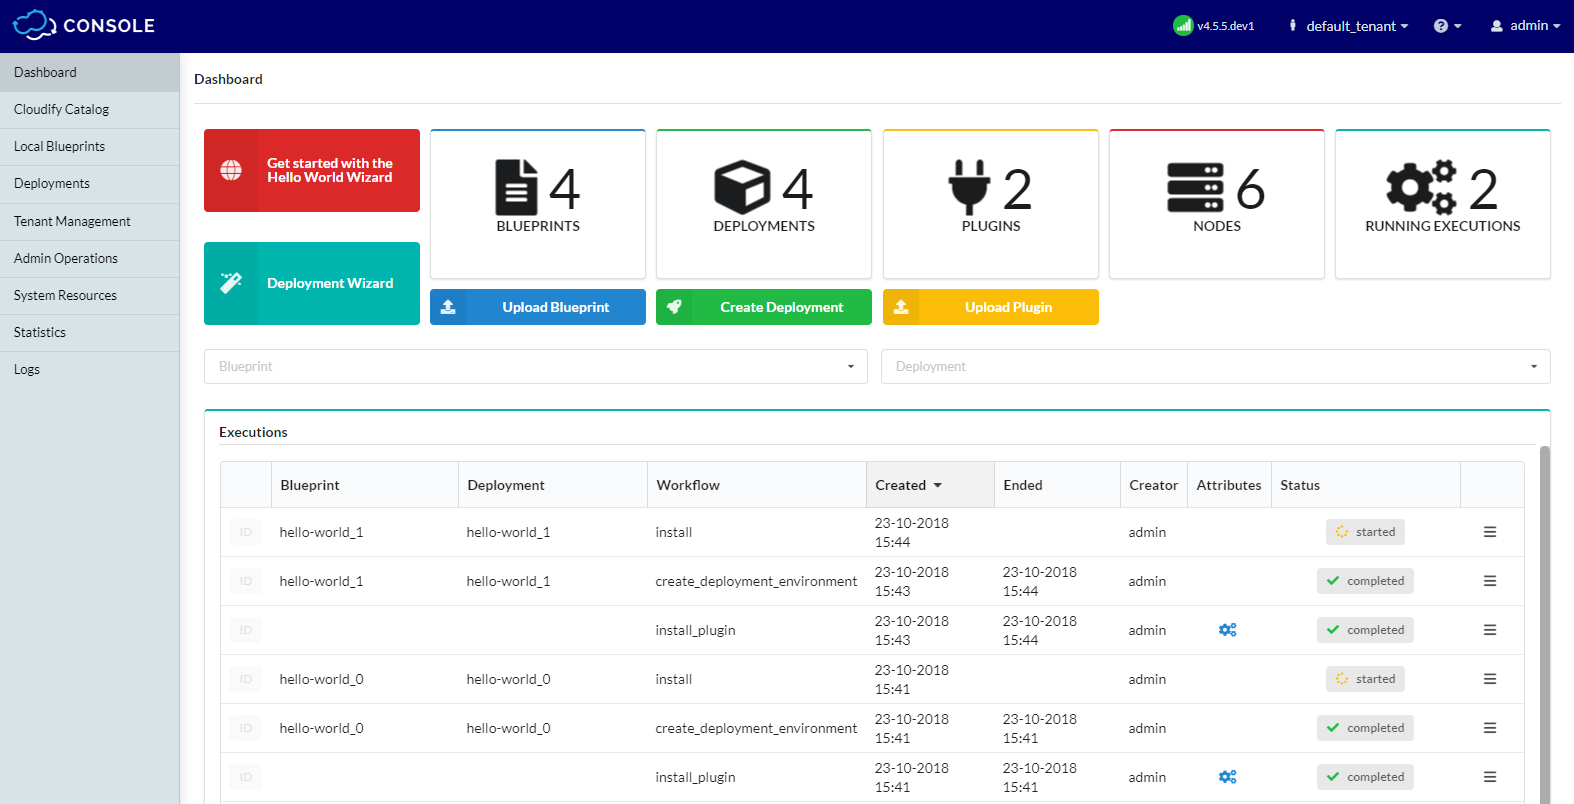 CONSOLE
v4.5.5.dev1
default_tenant
admin
Dashboard
Cloudify Catalog
Local Blueprints
Deployments
Tenant Management
Admin Operations
System Resources
Statistics
Logs
Dashboard
Get started with the
Hello World Wizard
Deployment Wizard
4
BLUEPRINTS
Upload Blueprint
4
DEPLOYMENTS
Create Deployment
2
PLUGINS
Upload Plugin
6
NODES
2
RUNNING EXECUTIONS
Blueprint
Deployment
Executions
Blueprint Deployment Workflow Created Ended Creator Attributes Status
ID hello-world_1 hello-world_1 install 23-10-2018 15:44 admin started
ID hello-world_1 hello-world_1 create_deployment_environment 23-10-2018 15:43 23-10-2018 15:44 admin completed
ID install_plugin 23-10-2018 15:43 23-10-2018 15:44 admin completed
ID hello-world_0 hello-world_0 install 23-10-2018 15:41 admin started
ID hello-world_0 hello-world_0 create_deployment_environment 23-10-2018 15:41 23-10-2018 15:41 admin completed
ID install_plugin 23-10-2018 15:41 23-10-2018 15:41 admin completed